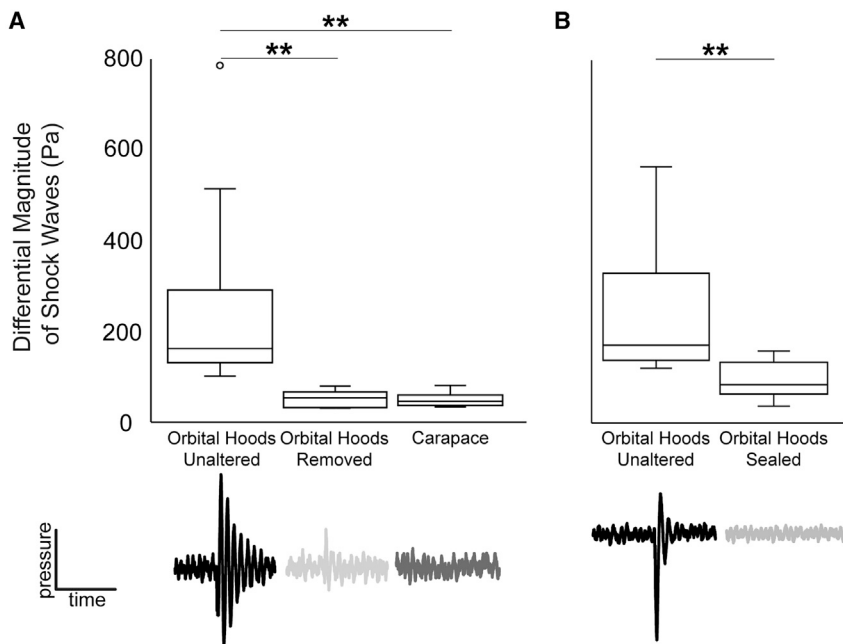 A
B
**
**
**
Differential Magnitude
of Shock Waves (Pa)
800
600
400
200
0
Orbital Hoods
Unaltered
Orbital Hoods
Removed
Carapace
Orbital Hoods
Unaltered
Orbital Hoods
Sealed
pressure
time